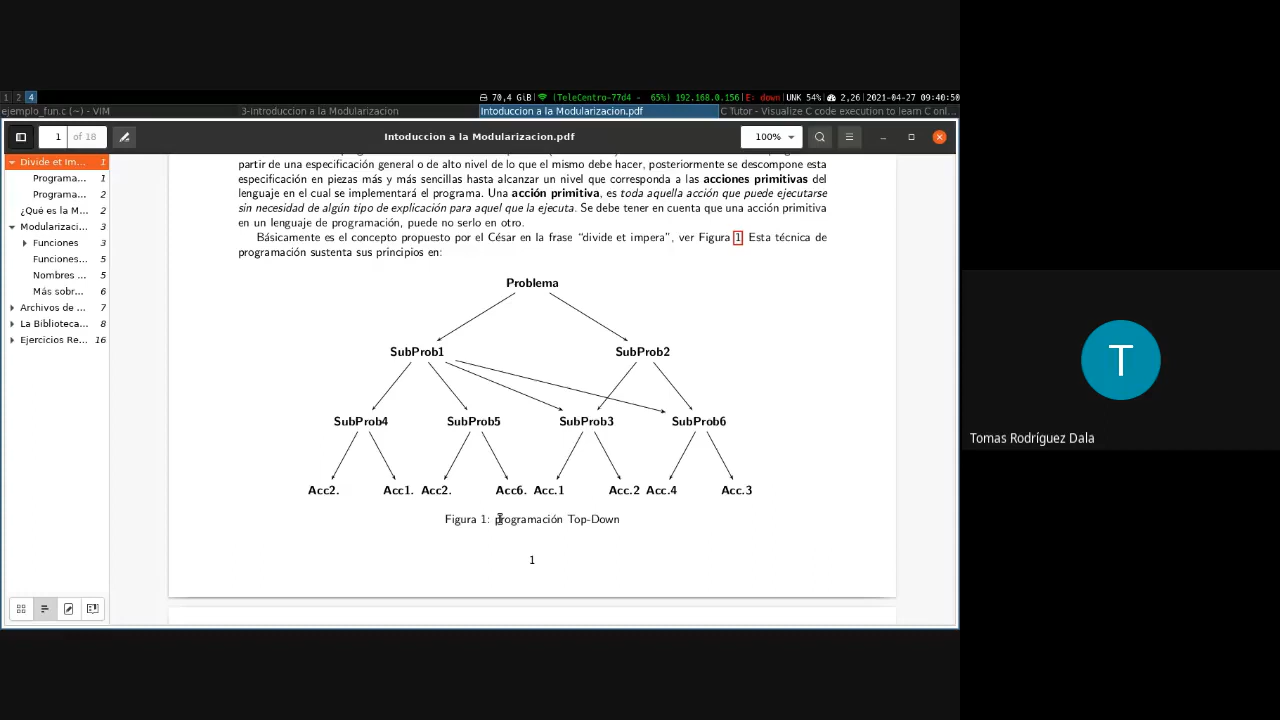 1 2 4
70,4 GiB (TeleCentro-77d4 - 65%) 192.168.0.156 E: down UNK 54% 2,26 2021-04-27 09:40:50
ejemplo_fun.c (~) - VIM
3-Introduccion a la Modularizacion
Intoduccion a la Modularizacion.pdf
C Tutor - Visualize C code execution to learn C onl...
1 of 18
Intoduccion a la Modularizacion.pdf
100%
Divide et Im... 1
Programa... 1
Programa... 2
¿Qué es la M... 2
Modularizaci... 3
Funciones 3
Funciones... 5
Nombres ... 5
Más sobr... 6
Archivos de ... 7
La Biblioteca... 8
Ejercicios Re... 16
partir de una especificación general o de alto nivel de lo que el mismo debe hacer, posteriormente se descompone esta
especificación en piezas más y más sencillas hasta alcanzar un nivel que corresponda a las acciones primitivas del
lenguaje en el cual se implementará el programa. Una acción primitiva, es toda aquella acción que puede ejecutarse
sin necesidad de algún tipo de explicación para aquel que la ejecuta. Se debe tener en cuenta que una acción primitiva
en un lenguaje de programación, puede no serlo en otro.
Básicamente es el concepto propuesto por el César en la frase “divide et impera”, ver Figura 1. Esta técnica de
programación sustenta sus principios en:
Problema
SubProb1 SubProb2
SubProb4 SubProb5 SubProb3 SubProb6
Acc2. Acc1. Acc2. Acc6. Acc.1 Acc.2 Acc.4 Acc.3
Figura 1: programación Top-Down
1
T
Tomas Rodríguez Dala